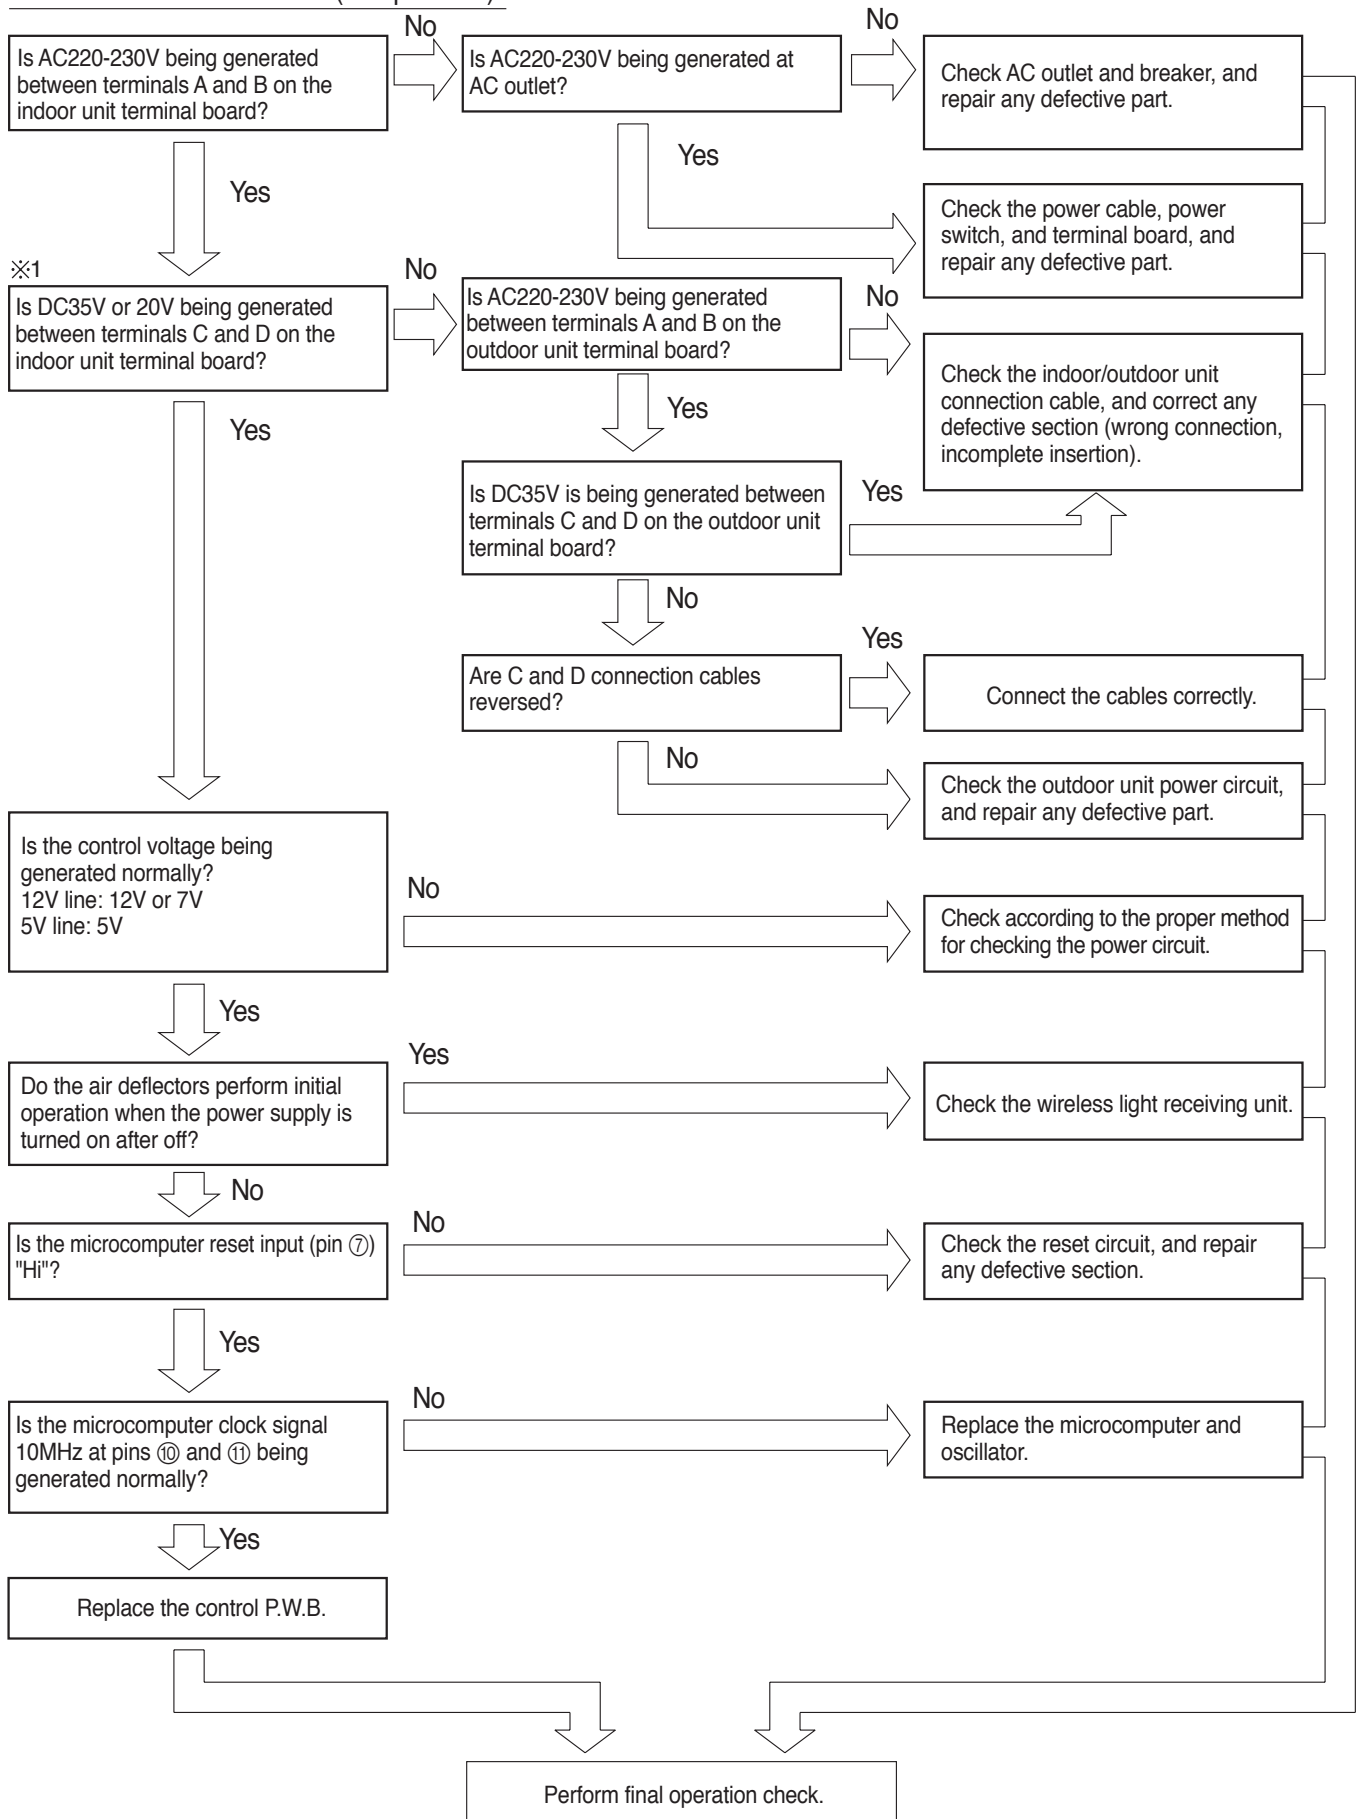 No
No
Is AC220-230V being generated
between terminals A and B on the
indoor unit terminal board?
Is AC220-230V being generated at
AC outlet?
Check AC outlet and breaker, and
repair any defective part.
Yes
Yes
Check the power cable, power
switch, and terminal board, and
repair any defective part.
※1
No
No
Is DC35V or 20V being generated
between terminals C and D on the
indoor unit terminal board?
Is AC220-230V being generated
between terminals A and B on the
outdoor unit terminal board?
Check the indoor/outdoor unit
connection cable, and correct any
defective section (wrong connection,
incomplete insertion).
Yes
Yes
Is DC35V is being generated between
terminals C and D on the outdoor unit
terminal board?
Yes
No
Are C and D connection cables
reversed?
Yes
Connect the cables correctly.
No
Check the outdoor unit power circuit,
and repair any defective part.
Is the control voltage being
generated normally?
12V line: 12V or 7V
5V line: 5V
No
Check according to the proper method
for checking the power circuit.
Yes
Do the air deflectors perform initial
operation when the power supply is
turned on after off?
Yes
Check the wireless light receiving unit.
No
Is the microcomputer reset input (pin ⑦)
"Hi"?
No
Check the reset circuit, and repair
any defective section.
Yes
Is the microcomputer clock signal
10MHz at pins ⑩ and ⑪ being
generated normally?
No
Replace the microcomputer and
oscillator.
Yes
Replace the control P.W.B.
Perform final operation check.